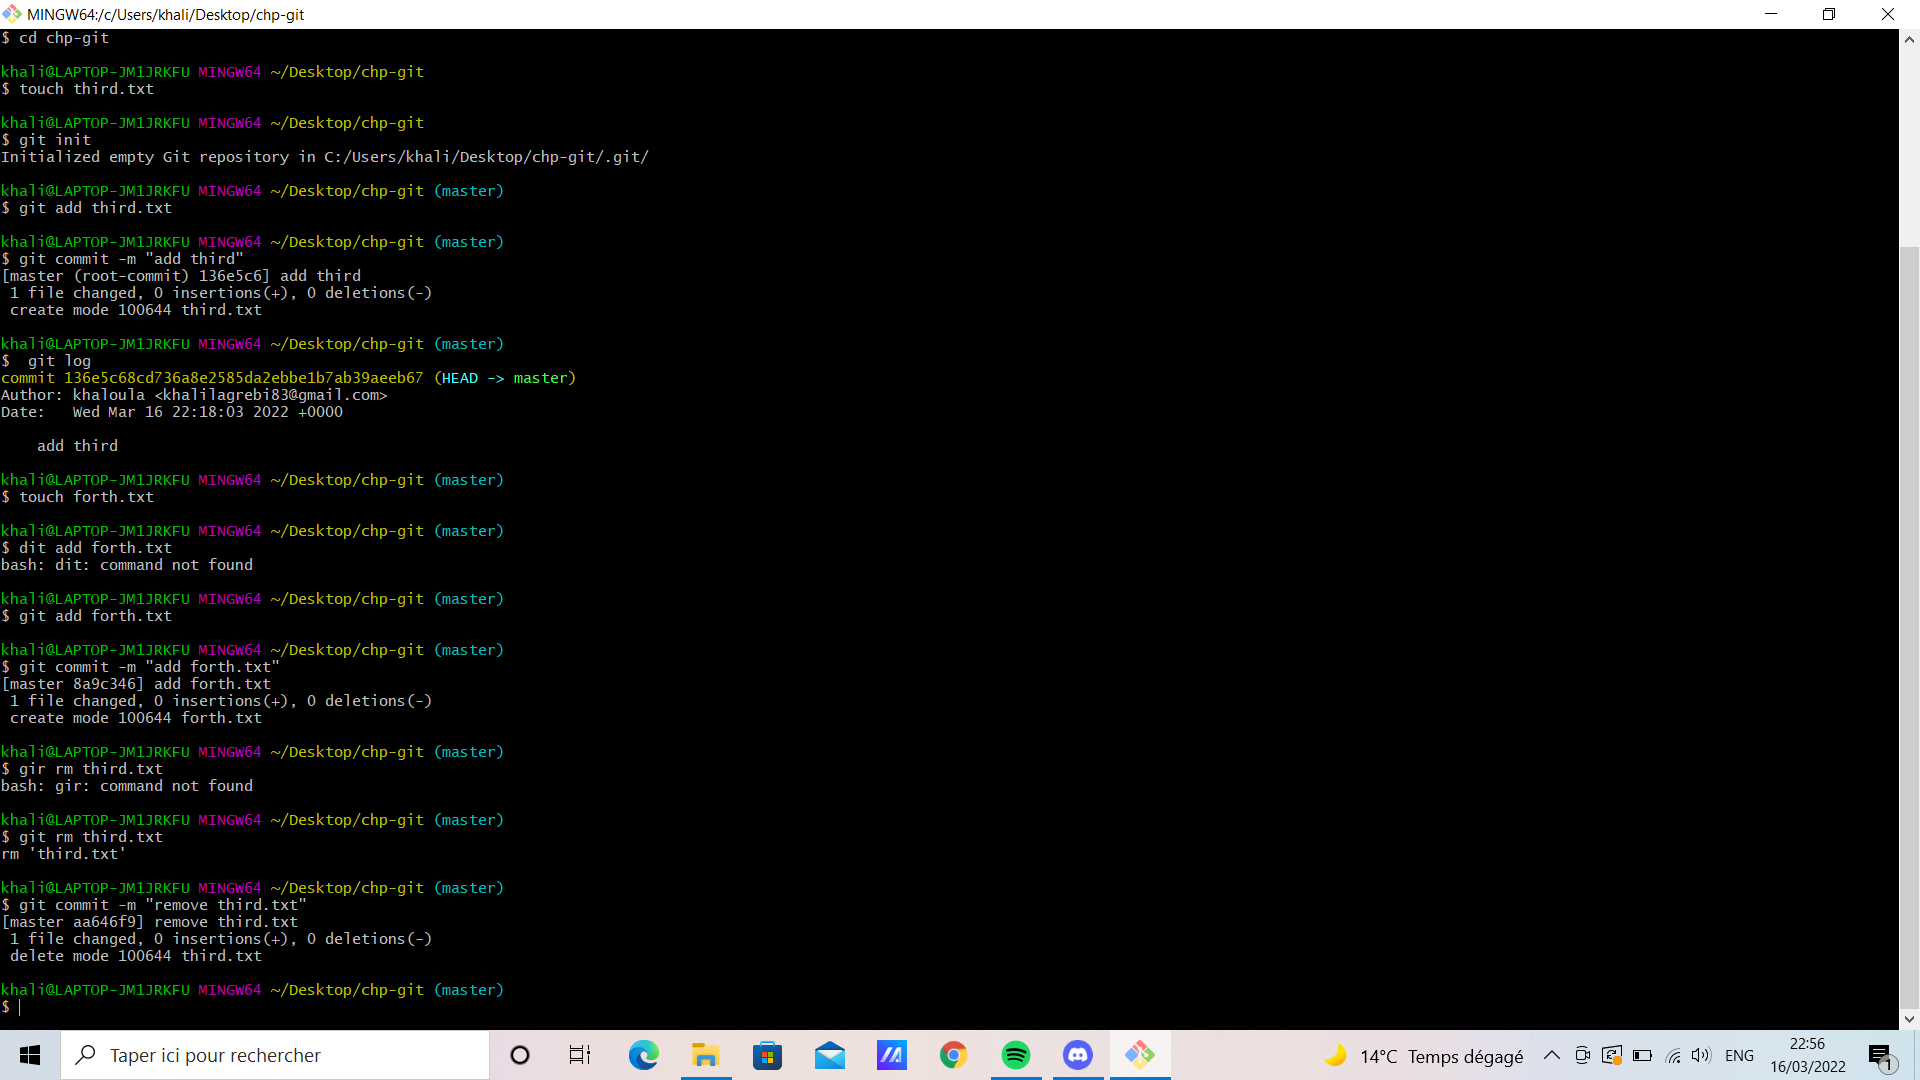 MINGW64:/c/Users/khali/Desktop/chp-git
$ cd chp-git
khali@LAPTOP-JM1JRKFU MINGW64 ~/Desktop/chp-git
$ touch third.txt
khali@LAPTOP-JM1JRKFU MINGW64 ~/Desktop/chp-git
$ git init
Initialized empty Git repository in C:/Users/khali/Desktop/chp-git/.git/
khali@LAPTOP-JM1JRKFU MINGW64 ~/Desktop/chp-git (master)
$ git add third.txt
khali@LAPTOP-JM1JRKFU MINGW64 ~/Desktop/chp-git (master)
$ git commit -m "add third"
[master (root-commit) 136e5c6] add third
 1 file changed, 0 insertions(+), 0 deletions(-)
 create mode 100644 third.txt
khali@LAPTOP-JM1JRKFU MINGW64 ~/Desktop/chp-git (master)
$  git log
commit 136e5c68cd736a8e2585da2ebbe1b7ab39aeeb67 (HEAD -> master)
Author: khaloula <khalilagrebi83@gmail.com>
Date:   Wed Mar 16 22:18:03 2022 +0000
    add third
khali@LAPTOP-JM1JRKFU MINGW64 ~/Desktop/chp-git (master)
$ touch forth.txt
khali@LAPTOP-JM1JRKFU MINGW64 ~/Desktop/chp-git (master)
$ dit add forth.txt
bash: dit: command not found
khali@LAPTOP-JM1JRKFU MINGW64 ~/Desktop/chp-git (master)
$ git add forth.txt
khali@LAPTOP-JM1JRKFU MINGW64 ~/Desktop/chp-git (master)
$ git commit -m "add forth.txt"
[master 8a9c346] add forth.txt
 1 file changed, 0 insertions(+), 0 deletions(-)
 create mode 100644 forth.txt
khali@LAPTOP-JM1JRKFU MINGW64 ~/Desktop/chp-git (master)
$ gir rm third.txt
bash: gir: command not found
khali@LAPTOP-JM1JRKFU MINGW64 ~/Desktop/chp-git (master)
$ git rm third.txt
rm 'third.txt'
khali@LAPTOP-JM1JRKFU MINGW64 ~/Desktop/chp-git (master)
$ git commit -m "remove third.txt"
[master aa646f9] remove third.txt
 1 file changed, 0 insertions(+), 0 deletions(-)
 delete mode 100644 third.txt
khali@LAPTOP-JM1JRKFU MINGW64 ~/Desktop/chp-git (master)
$
Taper ici pour rechercher
14°C Temps dégagé
ENG
22:56
16/03/2022
1